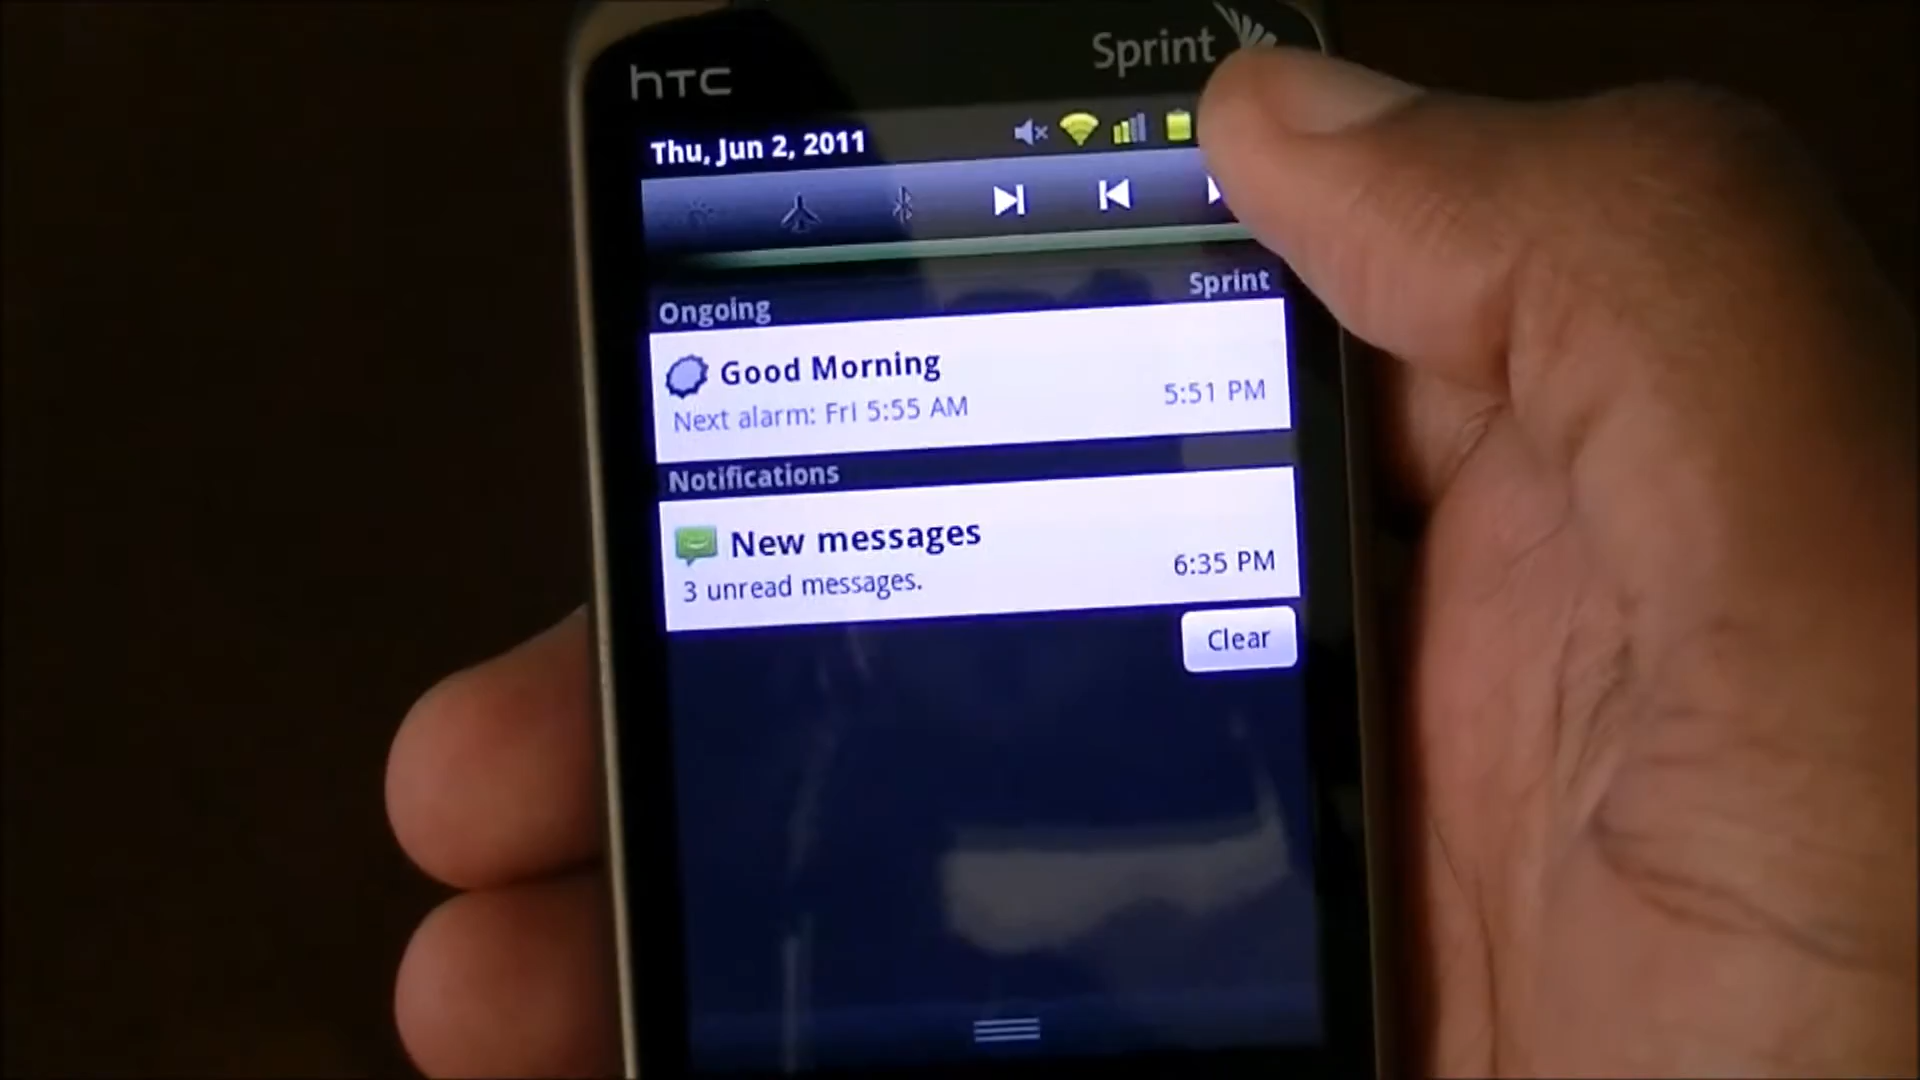 hTC
Sprint
Thu, Jun 2, 2011
Sprint
Ongoing
Good Morning
Next alarm: Fri 5:55 AM
5:51 PM
Notifications
New messages
3 unread messages.
6:35 PM
Clear